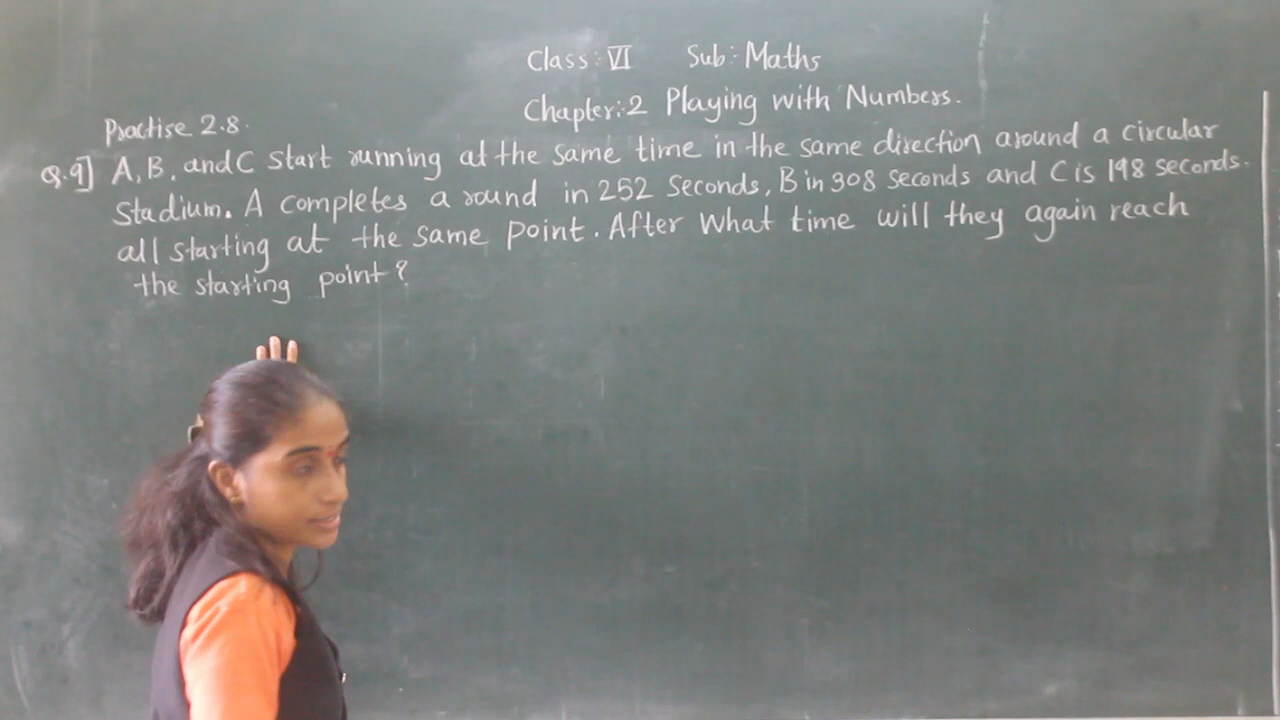 Class : VI Sub : Maths
Chapter : 2 Playing with Numbers.
Practise 2.8.
Q.9] A, B, and C start running at the same time in the same direction around a circular
Stadium. A completes a round in 252 Seconds, B in 308 seconds and C is 198 seconds.
all starting at the same point. After What time will they again reach
the starting point?